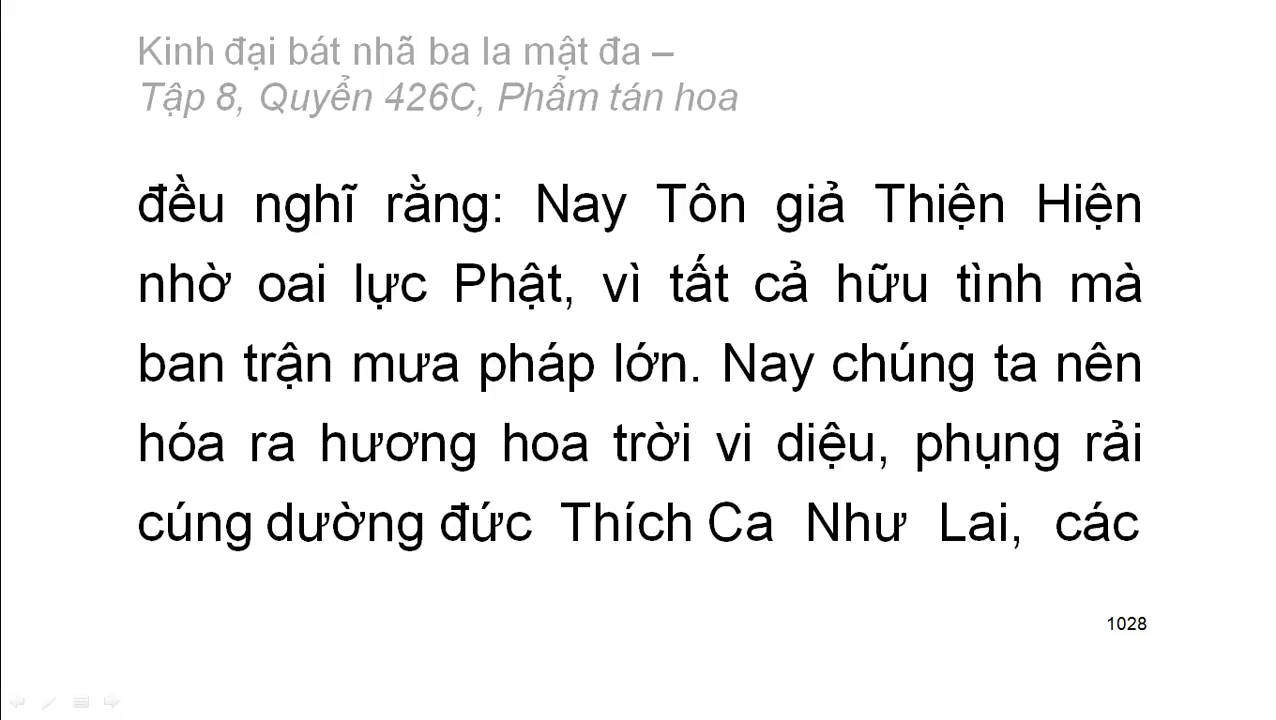 Kinh đại bát nhã ba la mật đa –
Tập 8, Quyển 426C, Phẩm tán hoa
đều nghĩ rằng: Nay Tôn giả Thiện Hiện
nhờ oai lực Phật, vì tất cả hữu tình mà
ban trận mưa pháp lớn. Nay chúng ta nên
hóa ra hương hoa trời vi diệu, phụng rải
cúng dường đức Thích Ca Như Lai, các
1028